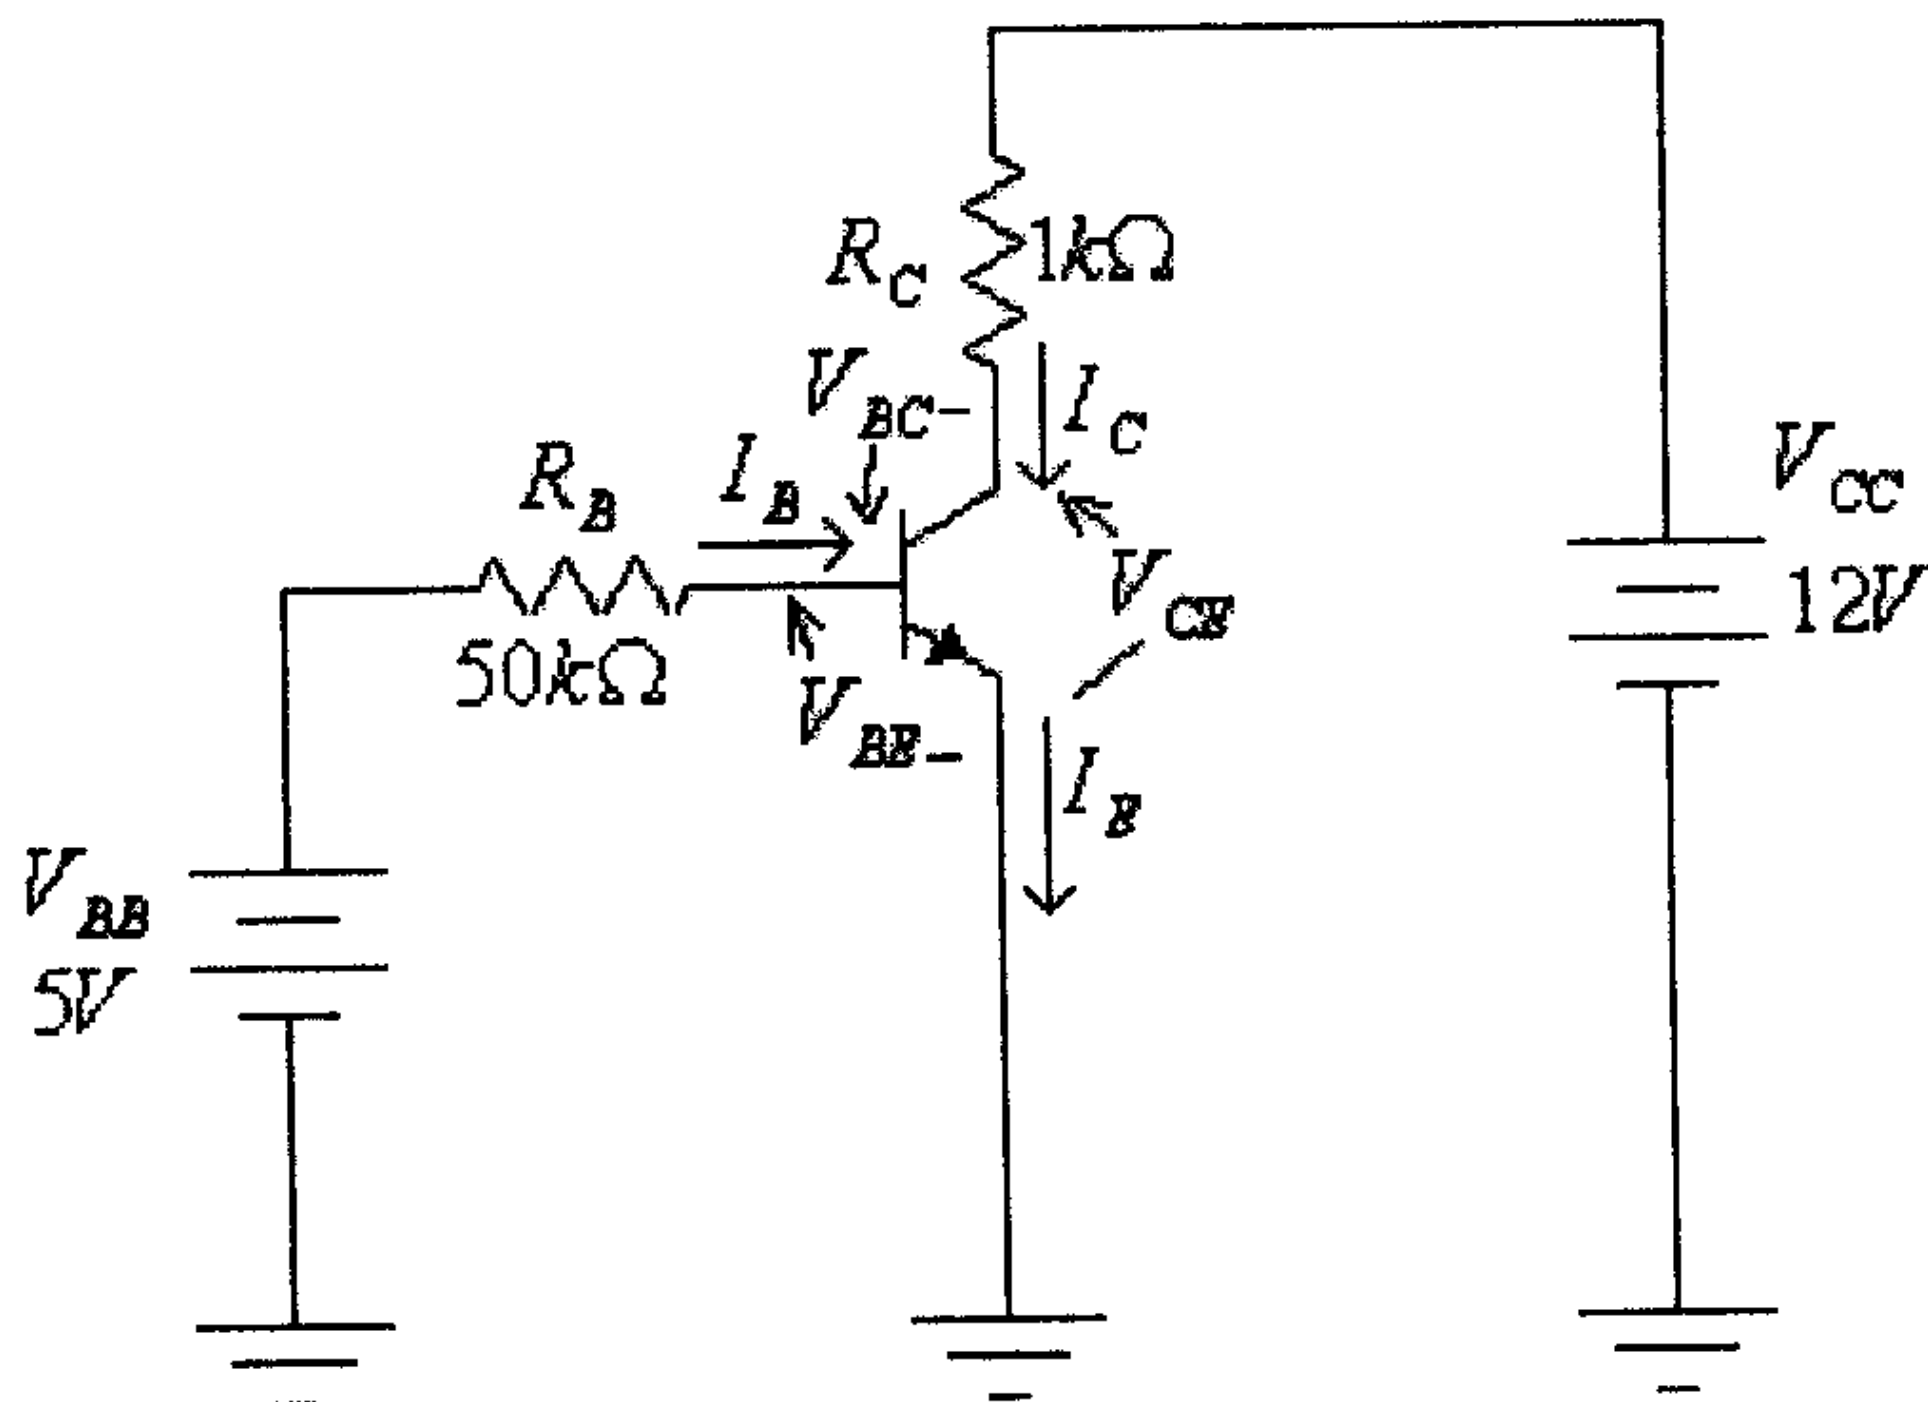 R_C 1kΩ
V_BC-
I_C
R_B I_B
V_CC
12V
V_CE
50kΩ
V_BE-
I_E
V_BB
5V